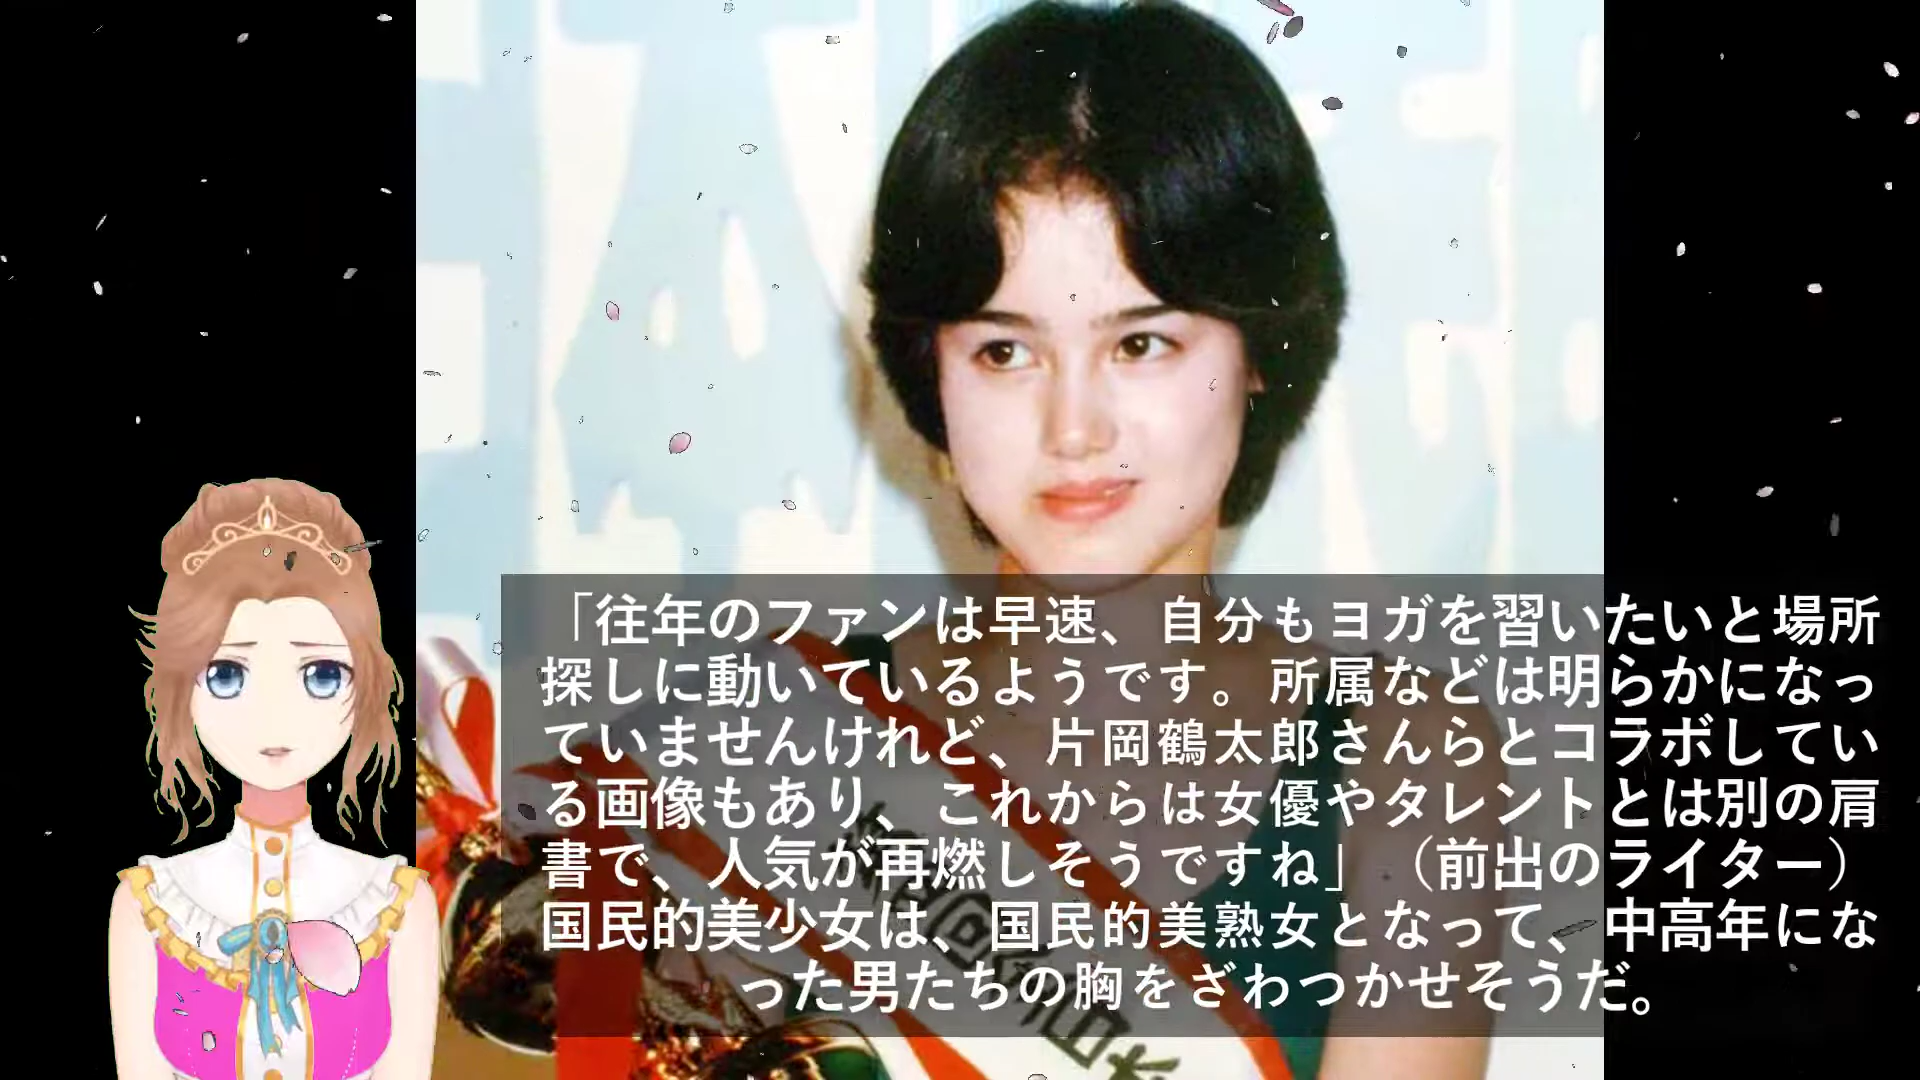 「往年のファンは早速、自分もヨガを習いたいと場所
探しに動いているようです。所属などは明らかになっ
ていませんけれど、片岡鶴太郎さんらとコラボしてい
る画像もあり、これからは女優やタレントとは別の肩
書で、人気が再燃しそうですね」（前出のライター）
国民的美少女は、国民的美熟女となって、中高年にな
った男たちの胸をざわつかせそうだ。